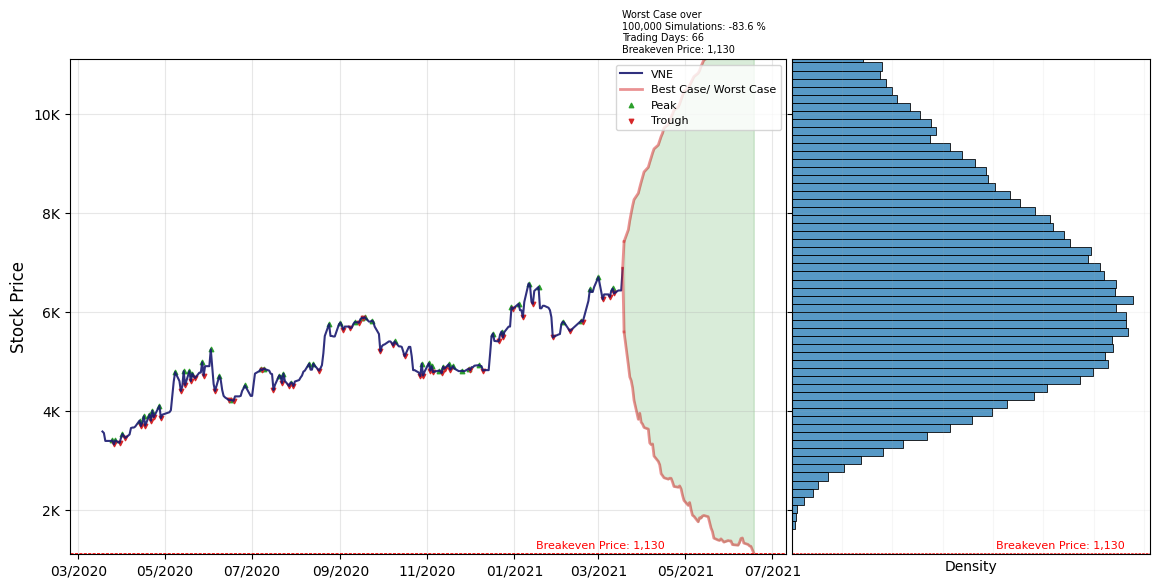 Worst Case over
100,000 Simulations: -83.6 %
Trading Days: 66
Breakeven Price: 1,130
VNE
Best Case/ Worst Case
Peak
Trough
10K
8K
6K
4K
2K
Stock Price
Breakeven Price: 1,130
Breakeven Price: 1,130
03/2020 05/2020 07/2020 09/2020 11/2020 01/2021 03/2021 05/2021 07/2021
Density